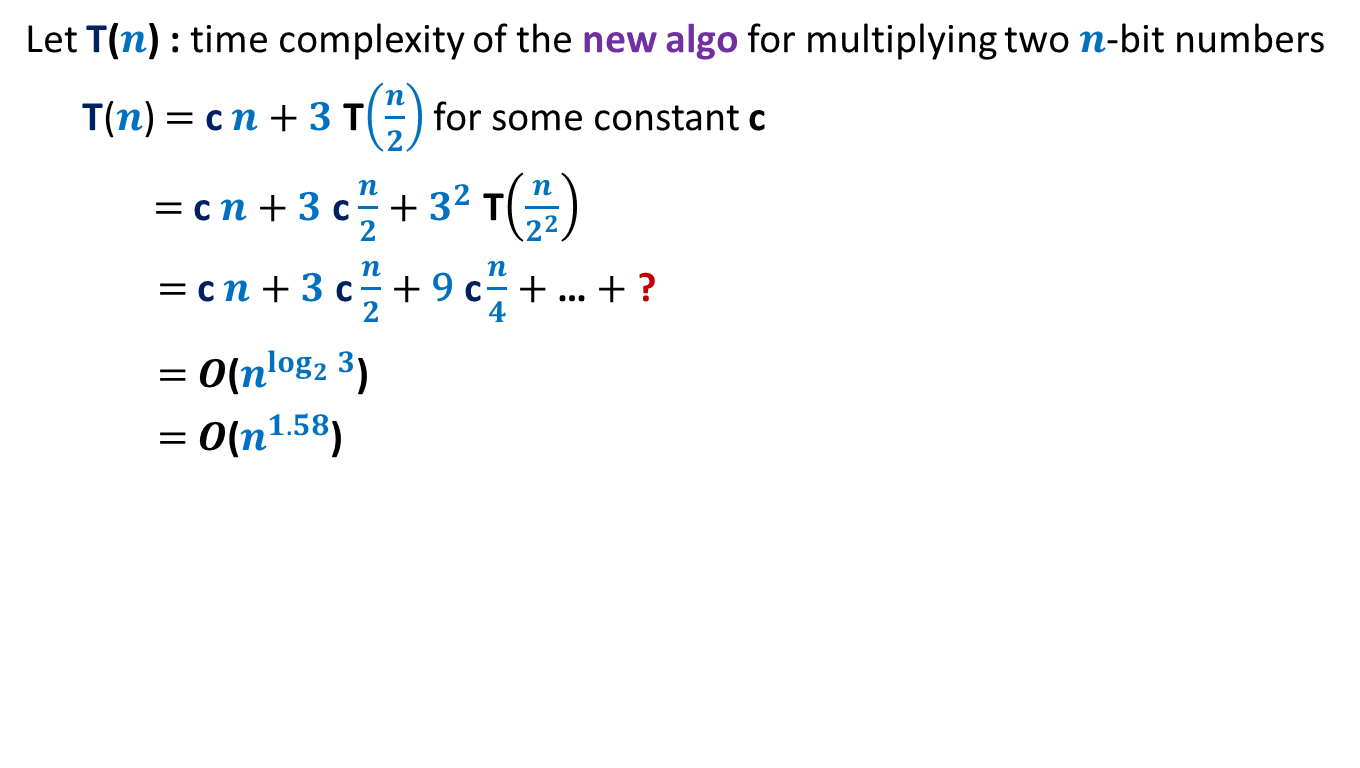 Let T(n) : time complexity of the new algo for multiplying two n-bit numbers
T(n) = c n + 3 T(n/2) for some constant c
= c n + 3 c n/2 + 3² T(n/2²)
= c n + 3 c n/4 + 9 c n/4 + … + ?
= O(n^(log₂ 3))
= O(n^1.58)